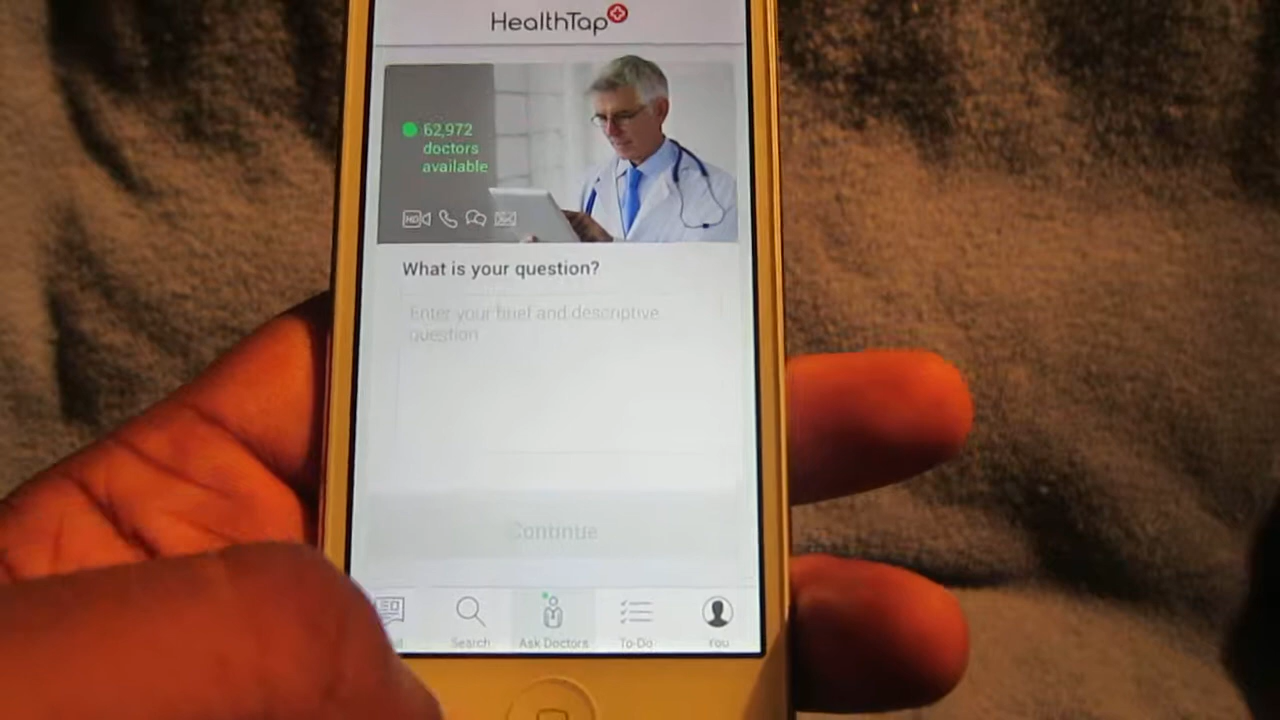 HealthTap
62,972
doctors
available
HD
What is your question?
Enter your brief and descriptive
question
Continue
Search
Ask Doctors
To-Do
You